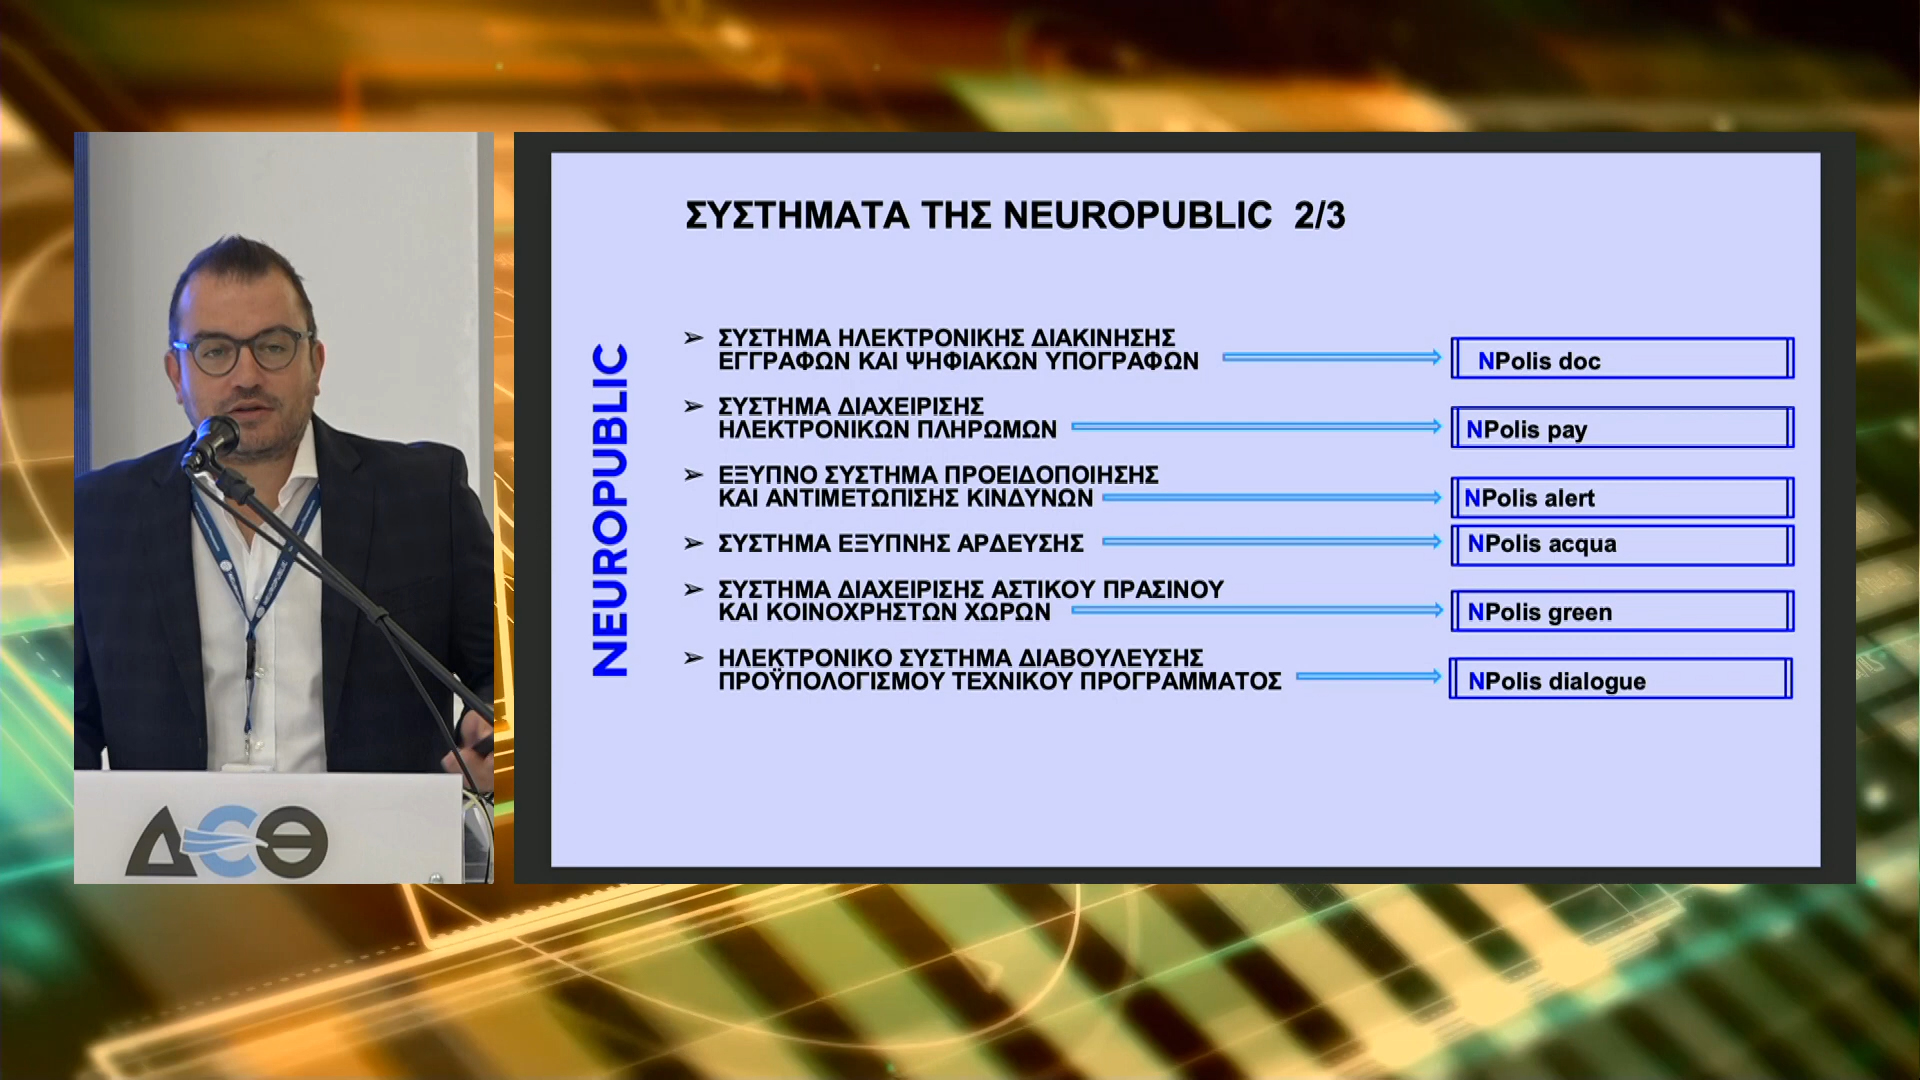 ΣΥΣΤΗΜΑΤΑ ΤΗΣ NEUROPUBLIC 2/3
NEUROPUBLIC
➢ ΣΥΣΤΗΜΑ ΗΛΕΚΤΡΟΝΙΚΗΣ ΔΙΑΚΙΝΗΣΗΣ
ΕΓΓΡΑΦΩΝ ΚΑΙ ΨΗΦΙΑΚΩΝ ΥΠΟΓΡΑΦΩΝ
NPolis doc
➢ ΣΥΣΤΗΜΑ ΔΙΑΧΕΙΡΙΣΗΣ
ΗΛΕΚΤΡΟΝΙΚΩΝ ΠΛΗΡΩΜΩΝ
NPolis pay
➢ ΕΞΥΠΝΟ ΣΥΣΤΗΜΑ ΠΡΟΕΙΔΟΠΟΙΗΣΗΣ
ΚΑΙ ΑΝΤΙΜΕΤΩΠΙΣΗΣ ΚΙΝΔΥΝΩΝ
NPolis alert
➢ ΣΥΣΤΗΜΑ ΕΞΥΠΝΗΣ ΑΡΔΕΥΣΗΣ
NPolis acqua
➢ ΣΥΣΤΗΜΑ ΔΙΑΧΕΙΡΙΣΗΣ ΑΣΤΙΚΟΥ ΠΡΑΣΙΝΟΥ
ΚΑΙ ΚΟΙΝΟΧΡΗΣΤΩΝ ΧΩΡΩΝ
NPolis green
➢ ΗΛΕΚΤΡΟΝΙΚΟ ΣΥΣΤΗΜΑ ΔΙΑΒΟΥΛΕΥΣΗΣ
ΠΡΟΫΠΟΛΟΓΙΣΜΟΥ ΤΕΧΝΙΚΟΥ ΠΡΟΓΡΑΜΜΑΤΟΣ
NPolis dialogue
ΔΕΘ